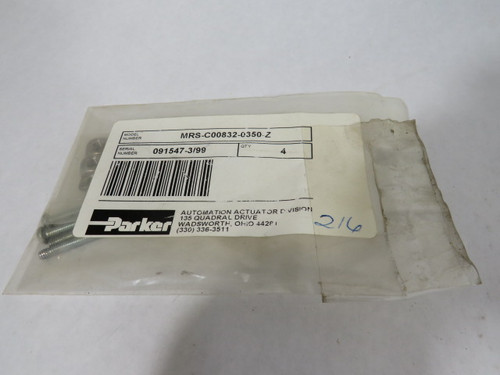 MODEL NUMBER MRS-C00832-0350-Z
SERIAL NUMBER 091547-3/99 QTY 4
Parker
AUTOMATION ACTUATOR DIVISION
135 QUADRAL DRIVE
WADSWORTH, OHIO 44281
(330) 336-3511
216